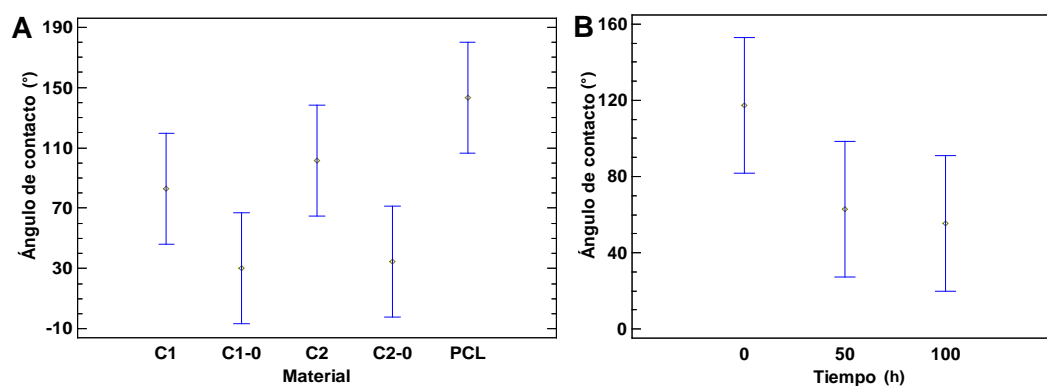 A
Ángulo de contacto (°)
190
150
110
70
30
-10
C1 C1-0 C2 C2-0 PCL
Material
B
Ángulo de contacto (°)
160
120
80
40
0
0 50 100
Tiempo (h)